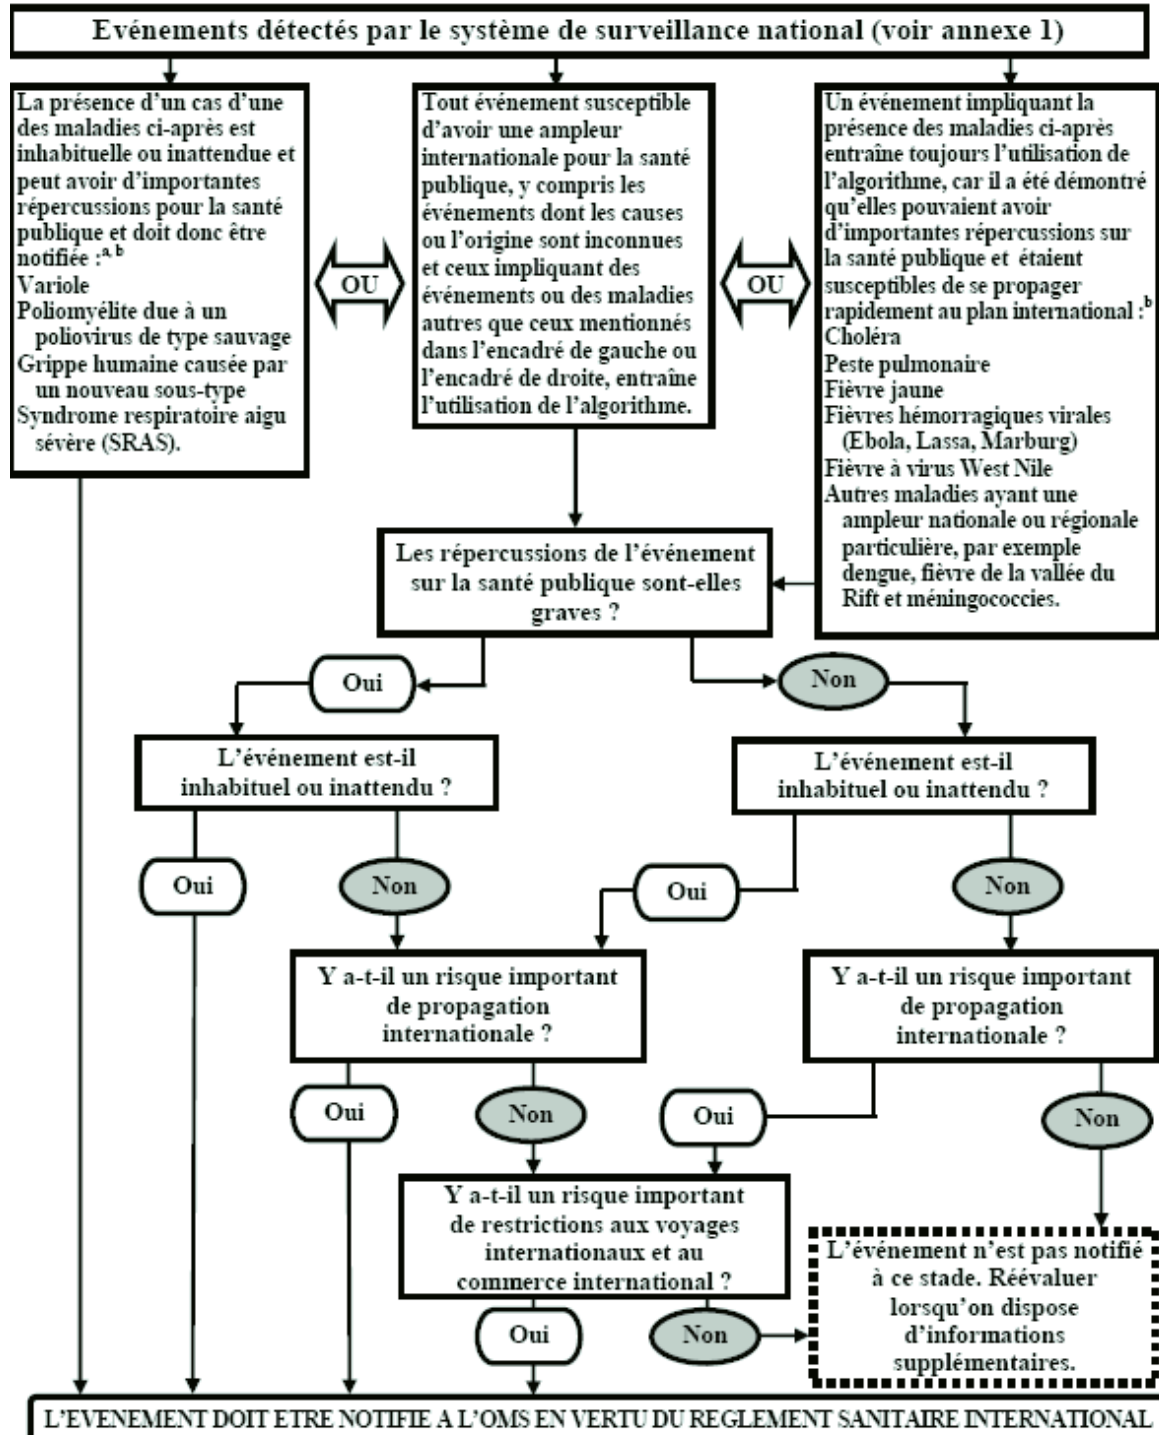 Evénements détectés par le système de surveillance national (voir annexe 1)
La présence d'un cas d'une
des maladies ci-après est
inhabituelle ou inattendue et
peut avoir d'importantes
répercussions pour la santé
publique et doit donc être
notifiée :a, b
Variole
Poliomyélite due à un
poliovirus de type sauvage
Grippe humaine causée par
un nouveau sous-type
Syndrome respiratoire aigu
sévère (SRAS).
OU
Tout événement susceptible
d'avoir une ampleur
internationale pour la santé
publique, y compris les
événements dont les causes
ou l'origine sont inconnues
et ceux impliquant des
événements ou des maladies
autres que ceux mentionnés
dans l'encadré de gauche ou
l'encadré de droite, entraîne
l'utilisation de l'algorithme.
OU
Un événement impliquant la
présence des maladies ci-après
entraîne toujours l'utilisation de
l'algorithme, car il a été démontré
qu'elles pouvaient avoir
d'importantes répercussions sur
la santé publique et étaient
susceptibles de se propager
rapidement au plan international :b
Choléra
Peste pulmonaire
Fièvre jaune
Fièvres hémorragiques virales
(Ebola, Lassa, Marburg)
Fièvre à virus West Nile
Autres maladies ayant une
ampleur nationale ou régionale
particulière, par exemple
dengue, fièvre de la vallée du
Rift et méningococcies.
Les répercussions de l'événement
sur la santé publique sont-elles
graves ?
Oui
Non
L'événement est-il
inhabituel ou inattendu ?
L'événement est-il
inhabituel ou inattendu ?
Oui
Non
Oui
Non
Y a-t-il un risque important
de propagation
internationale ?
Y a-t-il un risque important
de propagation
internationale ?
Oui
Non
Oui
Non
Y a-t-il un risque important
de restrictions aux voyages
internationaux et au
commerce international ?
L'événement n'est pas notifié
à ce stade. Réévaluer
lorsqu'on dispose
d'informations
supplémentaires.
Oui
Non
L'EVENEMENT DOIT ETRE NOTIFIE A L'OMS EN VERTU DU REGLEMENT SANITAIRE INTERNATIONAL